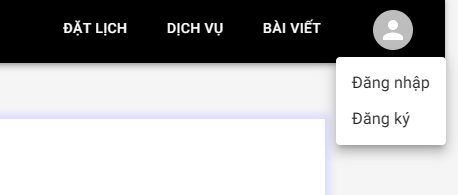 ĐẶT LỊCH DỊCH VỤ BÀI VIẾT
Đăng nhập
Đăng ký